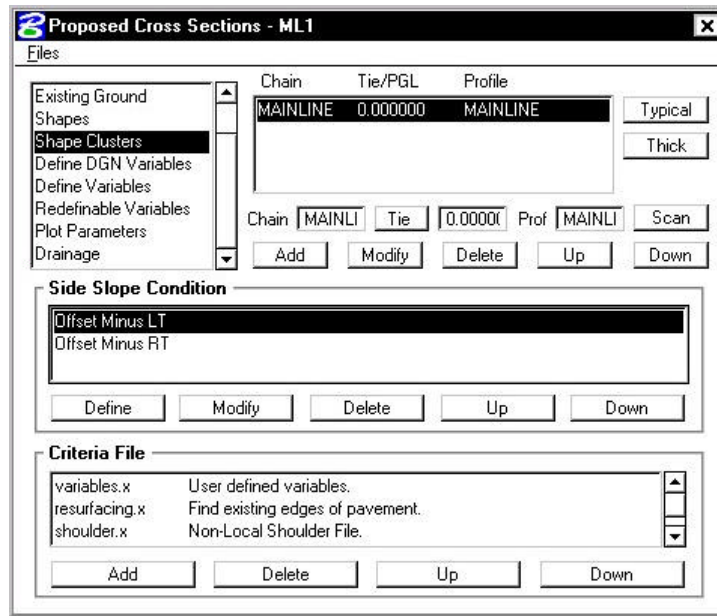 Proposed Cross Sections - ML1
Files
Existing Ground
Shapes
Shape Clusters
Define DGN Variables
Define Variables
Redefinable Variables
Plot Parameters
Drainage
Chain Tie/PGL Profile
MAINLINE 0.000000 MAINLINE
Typical
Thick
Chain MAINLI Tie 0.0000( Prof MAINLI Scan
Add Modify Delete Up Down
Side Slope Condition
Offset Minus LT
Offset Minus RT
Define Modify Delete Up Down
Criteria File
variables.x User defined variables.
resurfacing.x Find existing edges of pavement.
shoulder.x Non-Local Shoulder File.
Add Delete Up Down